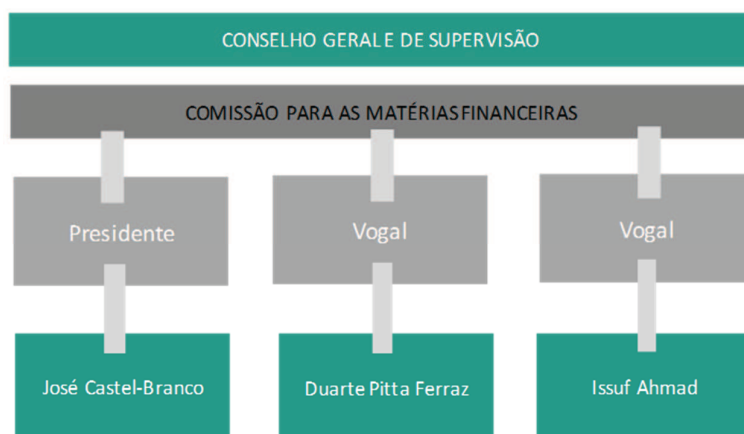 CONSELHO GERAL E DE SUPERVISÃO
COMISSÃO PARA AS MATÉRIAS FINANCEIRAS
Presidente
Vogal
Vogal
José Castel-Branco
Duarte Pitta Ferraz
Issuf Ahmad